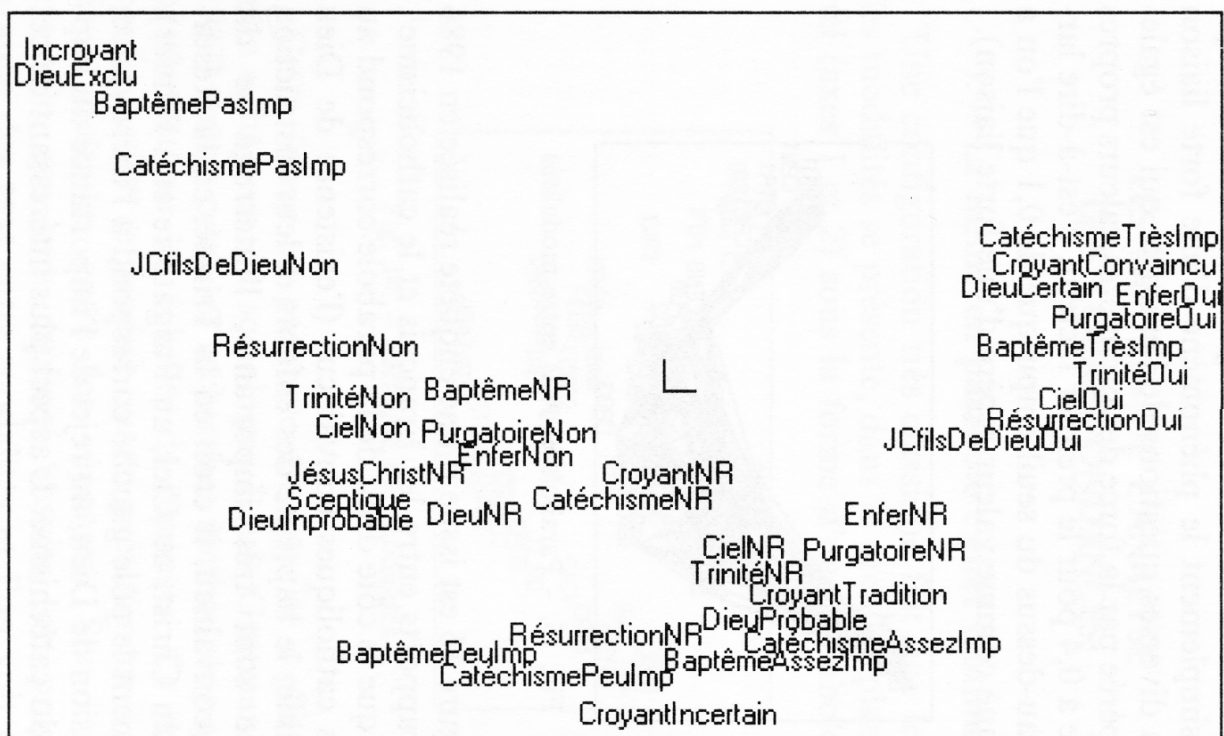 Incroyant
DieuExclu
BaptêmePasImp
CatéchismePasImp
CatéchismeTrèsImp
JCfilsDeDieuNon
CroyantConvaincu
DieuCertain EnferOui
PurgatoireOui
RésurrectionNon
BaptêmeTrèsImp
TrinitéOui
TrinitéNon BaptêmeNR
CielOui
CielNon PurgatoireNon
RésurrectionOui
JCfilsDeDieuOui
EnferNon
JésusChristNR CroyantNR
Sceptique CatéchismeNR
DieuInprobable DieuNR EnferNR
CielNR PurgatoireNR
TrinitéNR
CroyantTradition
DieuProbable
RésurrectionNR CatéchismeAssezImp
BaptêmePeuImp BaptêmeAssezImp
CatéchismePeuImp
CroyantIncertain